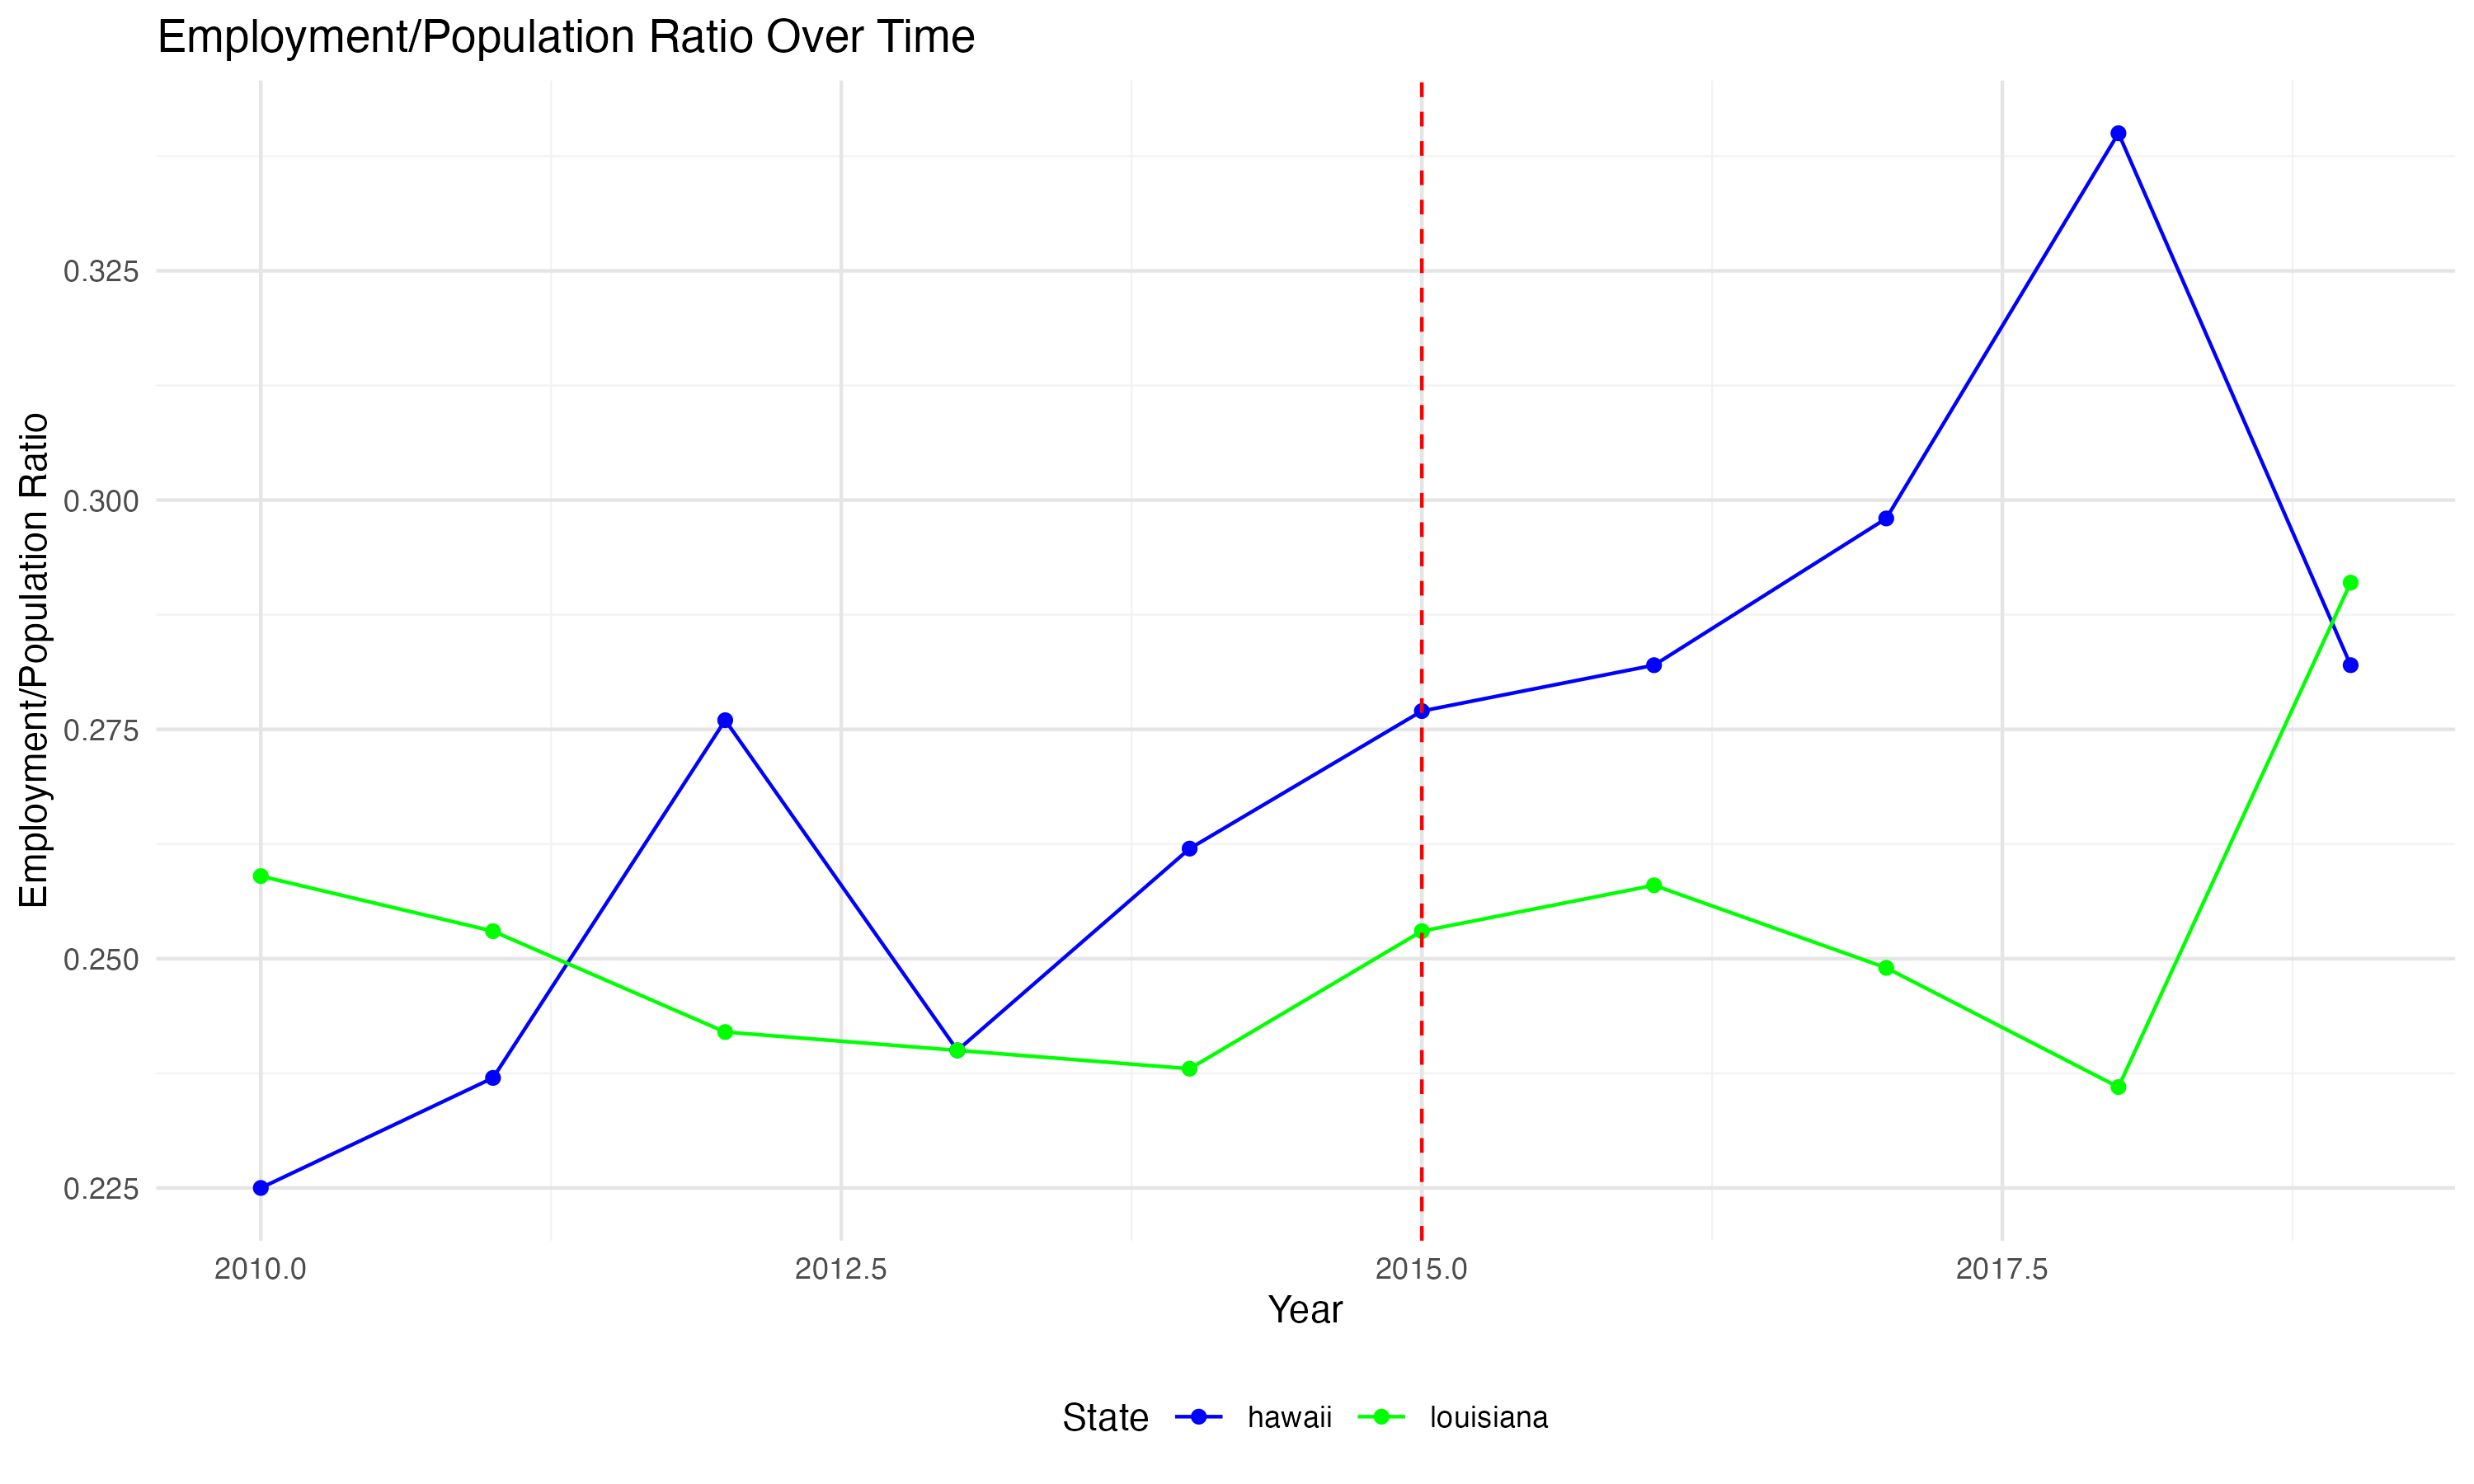 Employment/Population Ratio Over Time
Employment/Population Ratio
0.325
0.300
0.275
0.250
0.225
2010.0 2012.5 2015.0 2017.5
Year
State hawaii louisiana